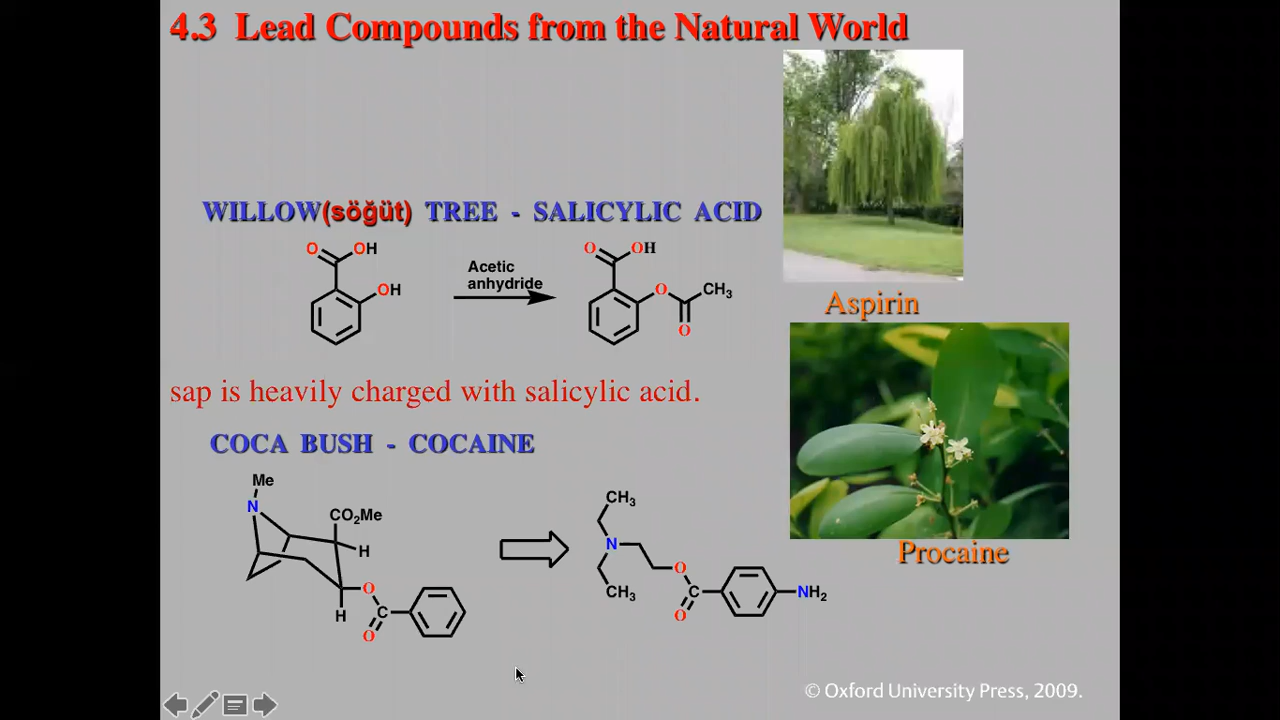 4.3 Lead Compounds from the Natural World
WILLOW(söğüt) TREE - SALICYLIC ACID
O OH
OH
Acetic
anhydride
O OH
O CH3
O
Aspirin
sap is heavily charged with salicylic acid.
COCA BUSH - COCAINE
Me
N
CO2Me
H
O
H
C
O
CH3
N
O
CH3
C
O
NH2
Procaine
© Oxford University Press, 2009.